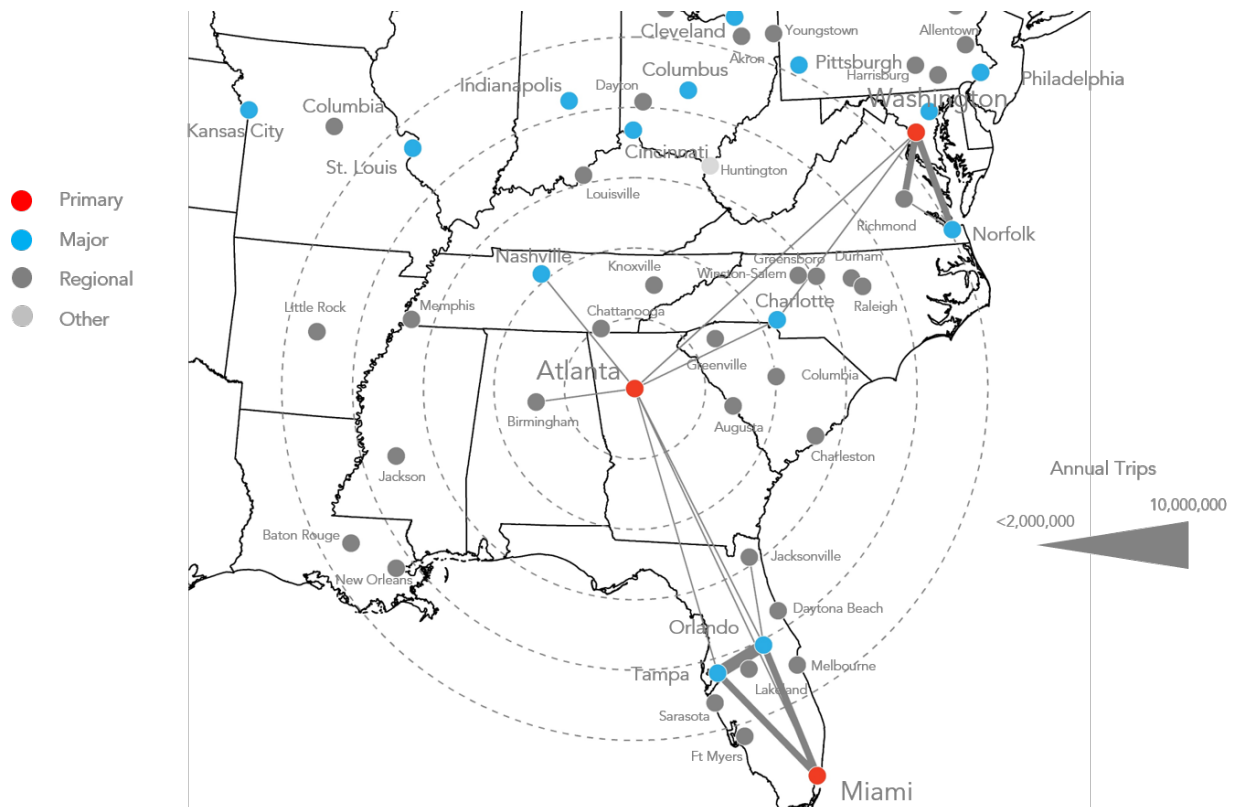 Cleveland
Youngstown
Allentown
Akron
Pittsburgh
Columbus
Harrisburg
Philadelphia
Indianapolis
Dayton
Washington
Columbia
Kansas City
Cincinnati
St. Louis
Huntington
Louisville
Primary
Major
Regional
Other
Richmond
Norfolk
Nashville
Knoxville
Greensboro
Durham
Winston-Salem
Little Rock
Memphis
Chattanooga
Charlotte
Raleigh
Atlanta
Greenville
Columbia
Birmingham
Augusta
Charleston
Jackson
Annual Trips
<2,000,000
10,000,000
Baton Rouge
New Orleans
Jacksonville
Daytona Beach
Orlando
Tampa
Melbourne
Lakeland
Sarasota
Ft Myers
Miami